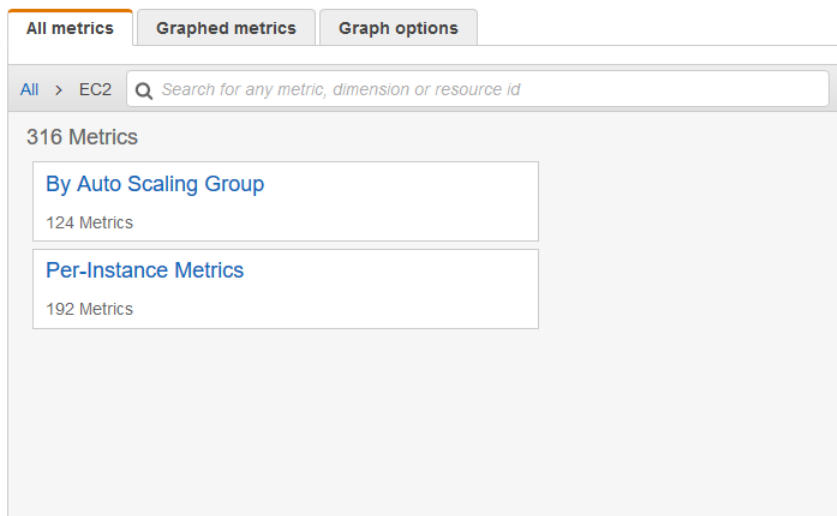 All metrics Graphed metrics Graph options
All > EC2 Search for any metric, dimension or resource id
316 Metrics
By Auto Scaling Group
124 Metrics
Per-Instance Metrics
192 Metrics